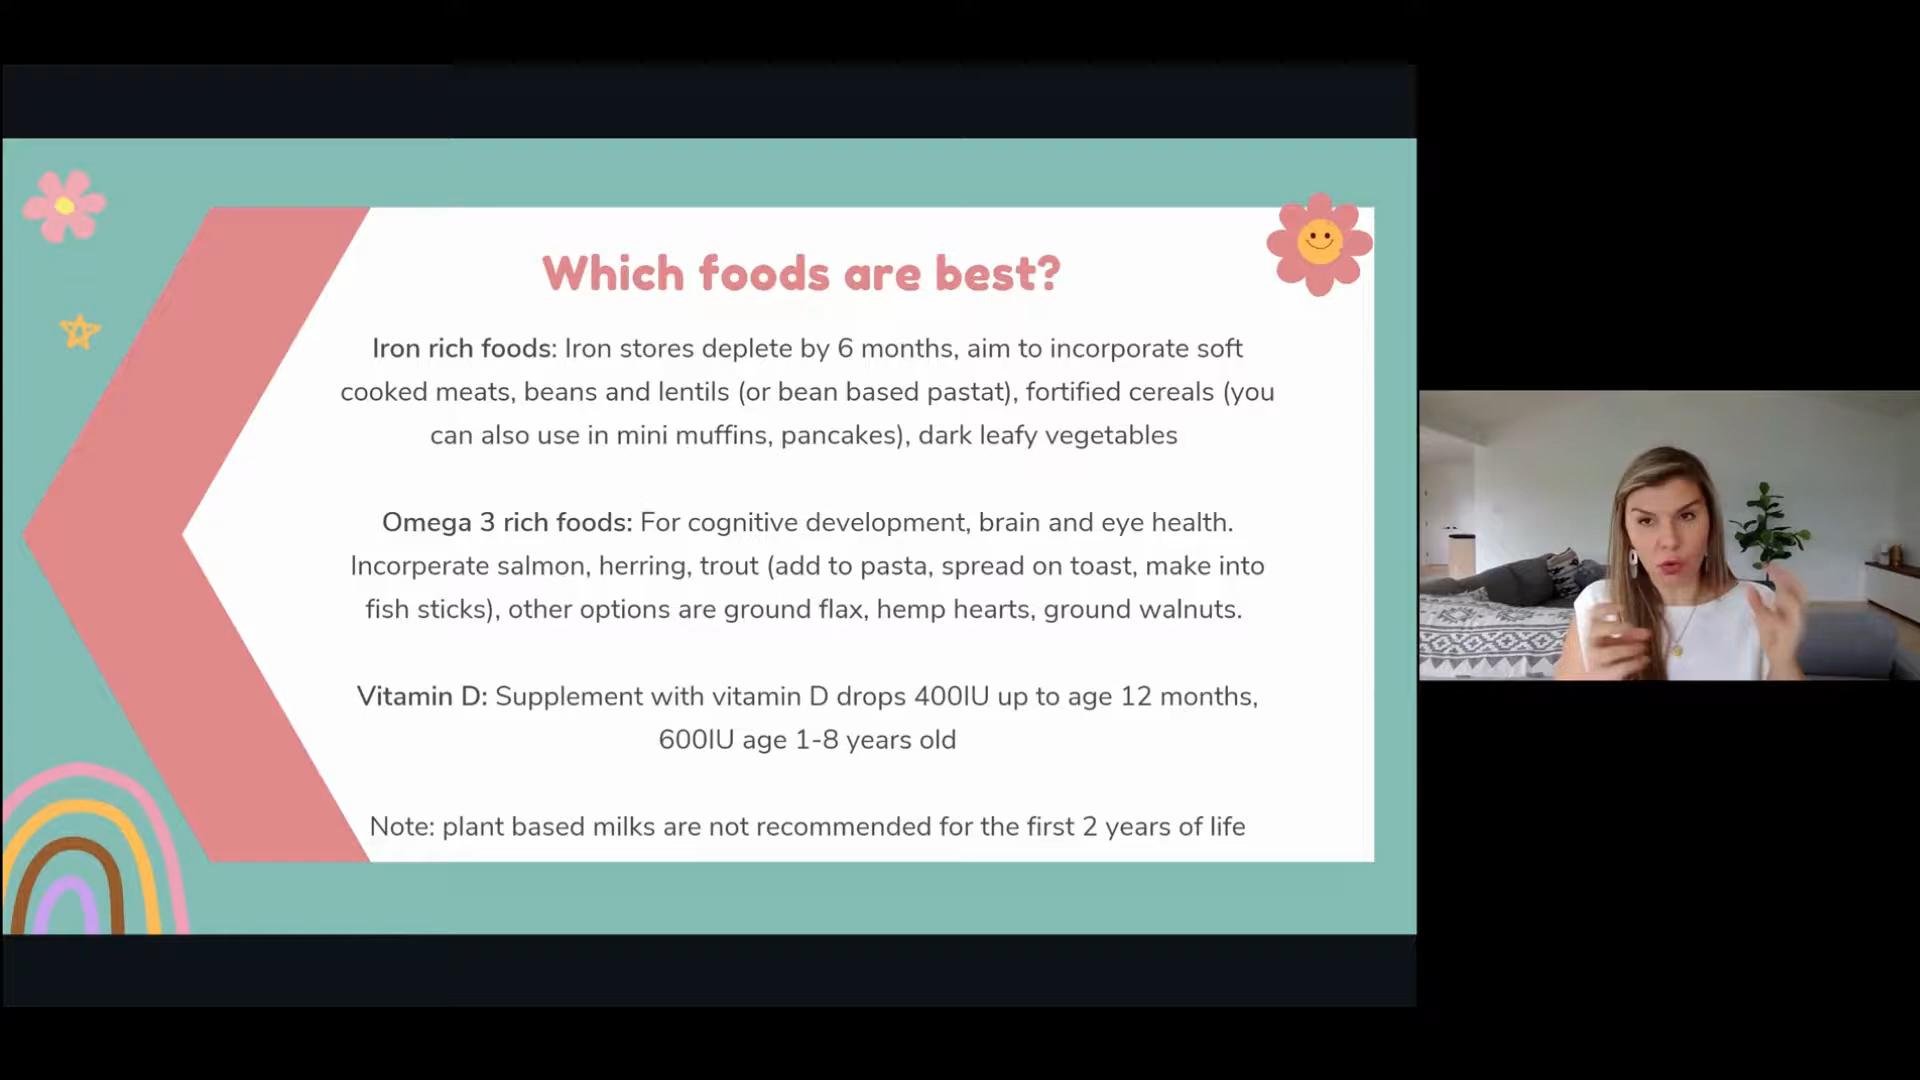 Which foods are best?
Iron rich foods: Iron stores deplete by 6 months, aim to incorporate soft
cooked meats, beans and lentils (or bean based pastat), fortified cereals (you
can also use in mini muffins, pancakes), dark leafy vegetables
Omega 3 rich foods: For cognitive development, brain and eye health.
Incorperate salmon, herring, trout (add to pasta, spread on toast, make into
fish sticks), other options are ground flax, hemp hearts, ground walnuts.
Vitamin D: Supplement with vitamin D drops 400IU up to age 12 months,
600IU age 1-8 years old
Note: plant based milks are not recommended for the first 2 years of life